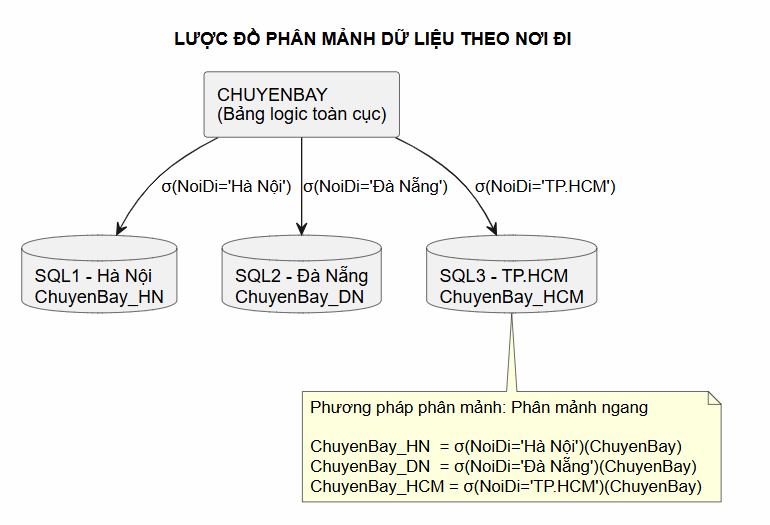 LƯỢC ĐỒ PHÂN MẢNH DỮ LIỆU THEO NƠI ĐI
CHUYENBAY
(Bảng logic toàn cục)
σ(NoiDi='Hà Nội')
σ(NoiDi='Đà Nẵng')
σ(NoiDi='TP.HCM')
SQL1 - Hà Nội
ChuyenBay_HN
SQL2 - Đà Nẵng
ChuyenBay_DN
SQL3 - TP.HCM
ChuyenBay_HCM
Phương pháp phân mảnh: Phân mảnh ngang
ChuyenBay_HN = σ(NoiDi='Hà Nội')(ChuyenBay)
ChuyenBay_DN = σ(NoiDi='Đà Nẵng')(ChuyenBay)
ChuyenBay_HCM = σ(NoiDi='TP.HCM')(ChuyenBay)